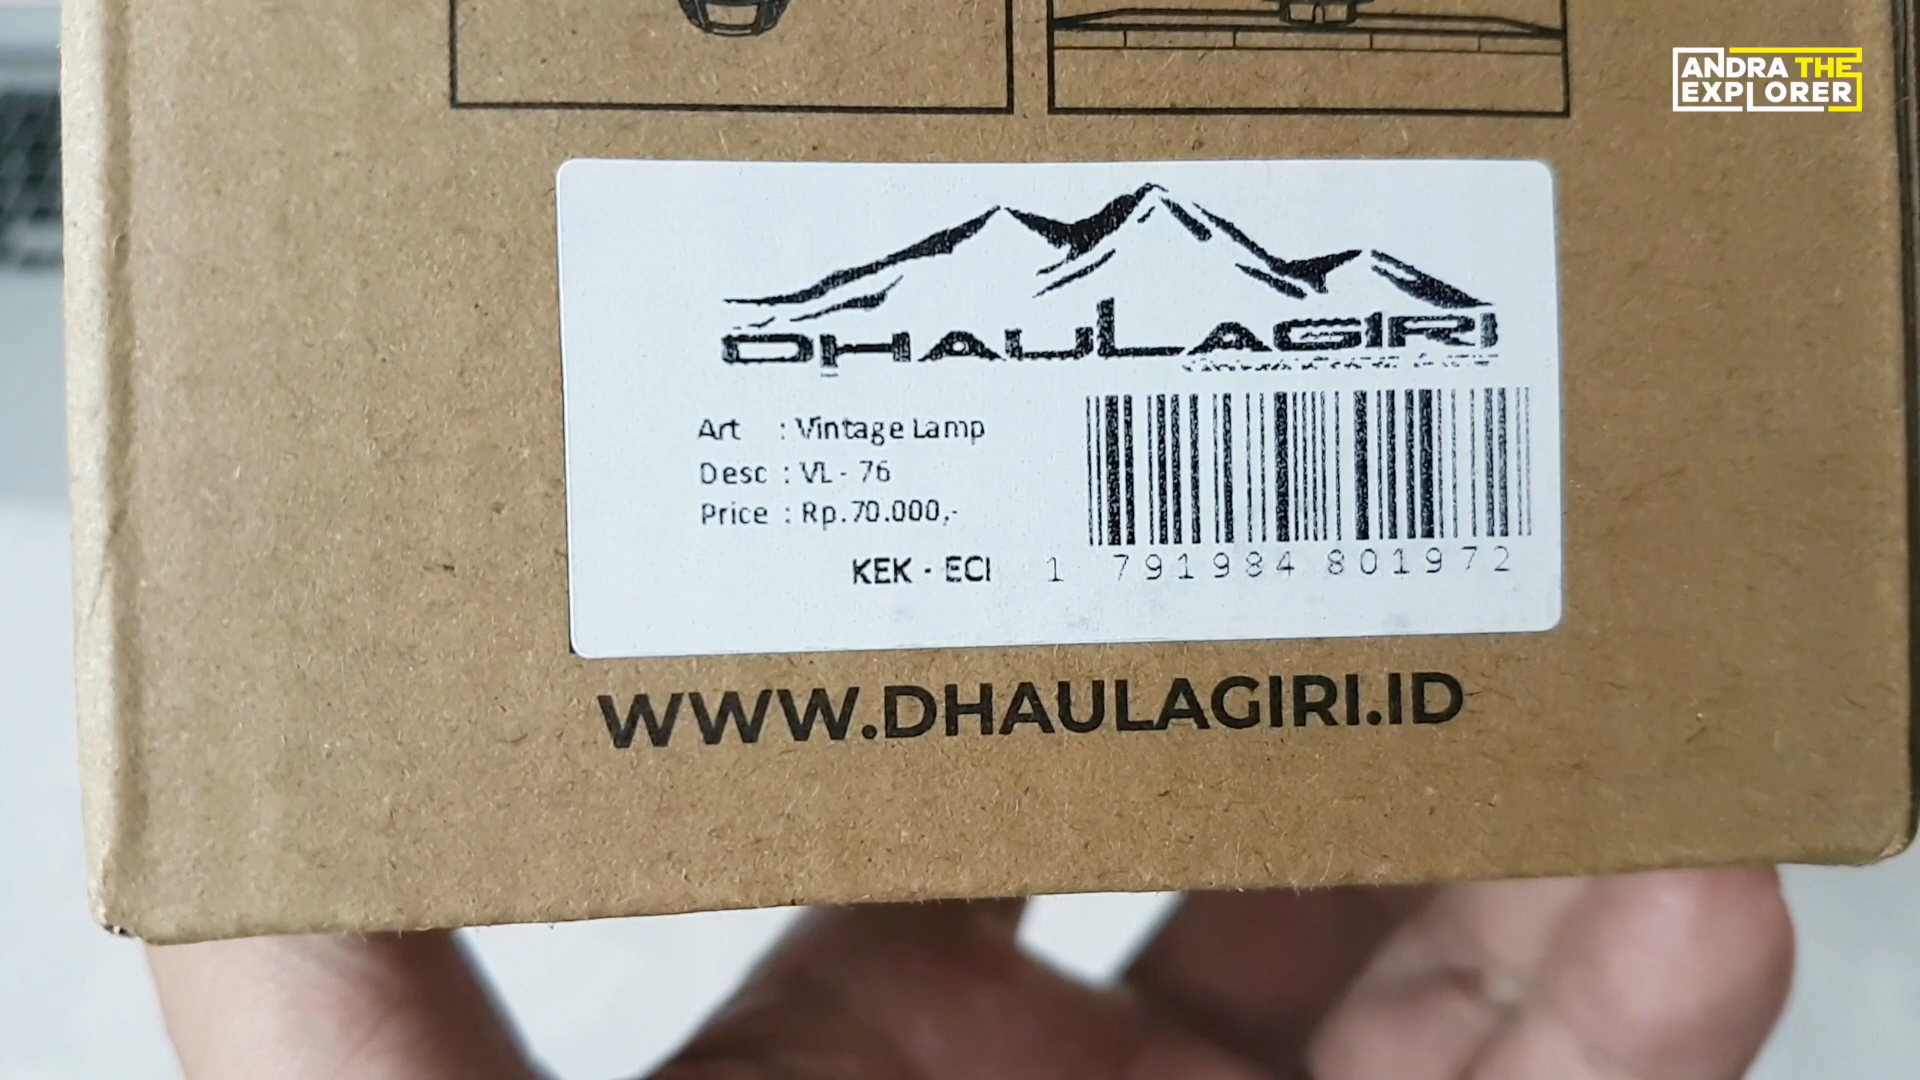 ANDRA THE
EXPLORER
DHAULAGIRI
Art : Vintage Lamp
Desc : VL - 76
Price : Rp.70.000,-
KEK - ECI
1 791984 801972
WWW.DHAULAGIRI.ID